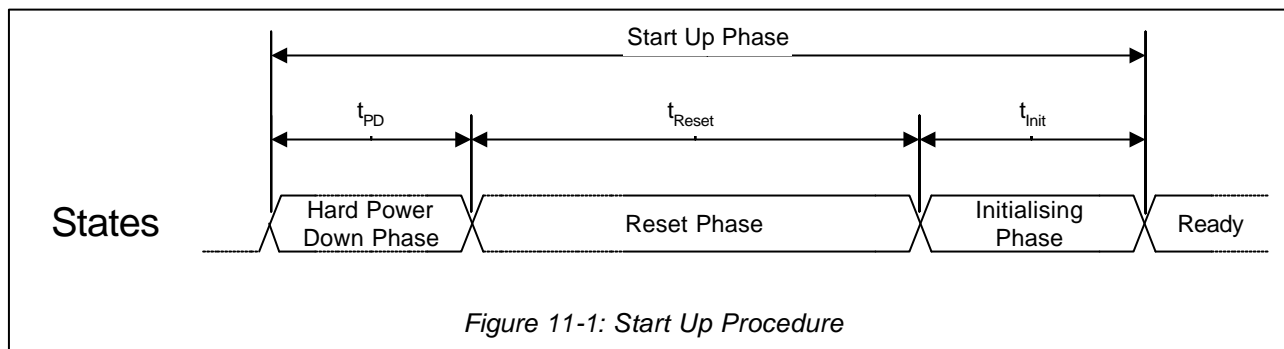 Start Up Phase
tPD
tReset
tInit
States
Hard Power
Down Phase
Reset Phase
Initialising
Phase
Ready
Figure 11-1: Start Up Procedure